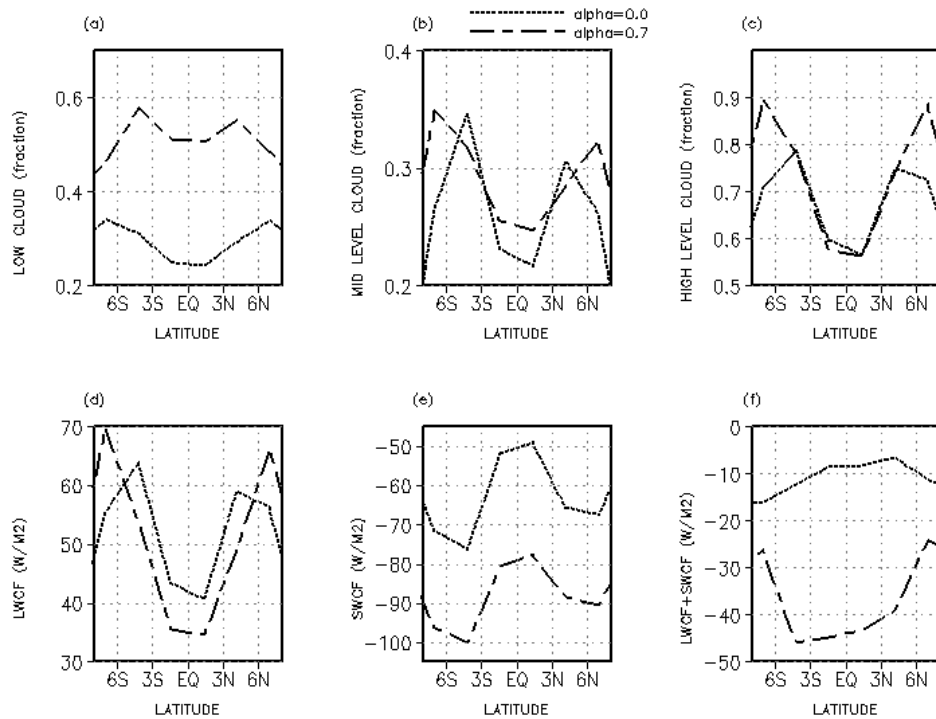 alpha=0.0
alpha=0.7
(a)
(b)
(c)
LOW CLOUD (fraction)
0.6
0.4
0.2
6S 3S EQ 3N 6N
LATITUDE
MID LEVEL CLOUD (fraction)
0.4
0.3
0.2
6S 3S EQ 3N 6N
LATITUDE
HIGH LEVEL CLOUD (fraction)
0.9
0.8
0.7
0.6
0.5
6S 3S EQ 3N 6N
LATITUDE
(d)
(e)
(f)
LWCF (W/M2)
70
60
50
40
30
6S 3S EQ 3N 6N
LATITUDE
SWCF (W/M2)
-50
-60
-70
-80
-90
-100
6S 3S EQ 3N 6N
LATITUDE
LWCF+SWCF (W/M2)
0
-10
-20
-30
-40
-50
6S 3S EQ 3N 6N
LATITUDE